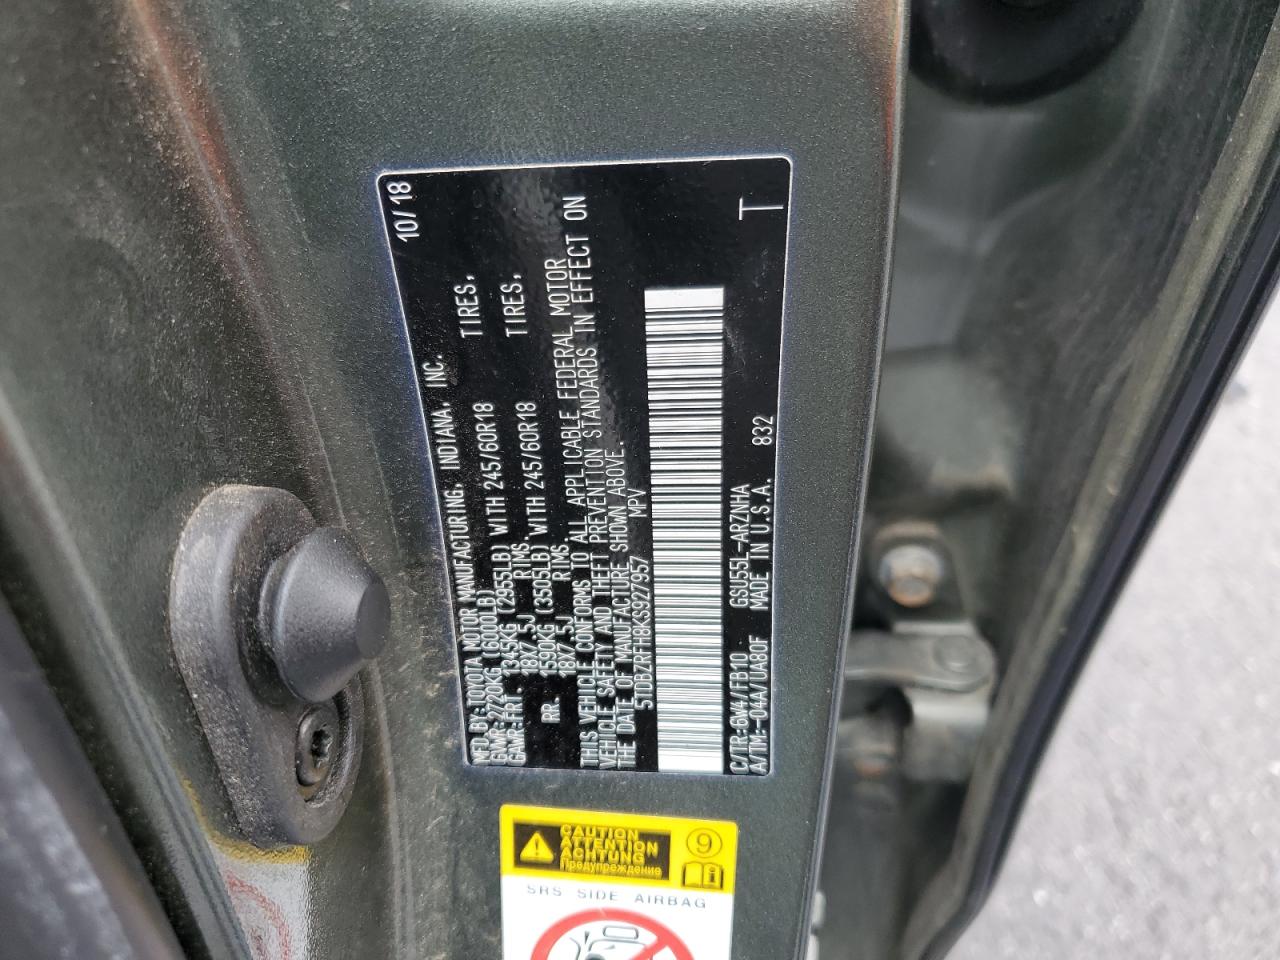 MFD.BY:TOYOTA MOTOR MANUFACTURING, INDIANA, INC. 10/18
GVWR:2720KG (6000LB)
GAWR:FRT. 1345KG (2955LB) WITH 245/60R18 TIRES,
18X7.5J RIMS.
RR. 1590KG (3505LB) WITH 245/60R18 TIRES,
18X7.5J RIMS
THIS VEHICLE CONFORMS TO ALL APPLICABLE FEDERAL MOTOR
VEHICLE SAFETY AND THEFT PREVENTION STANDARDS IN EFFECT ON
THE DATE OF MANUFACTURE SHOWN ABOVE.
5TDBZRFH8KS927957 MPV
C/TR:6W4/FB10 GSU55L-ARZNHA
A/TM:-04A/UA80F MADE IN U.S.A. 832
T
CAUTION
ATTENTION
ACHTUNG
Предупреждение
9
i
SRS SIDE AIRBAG